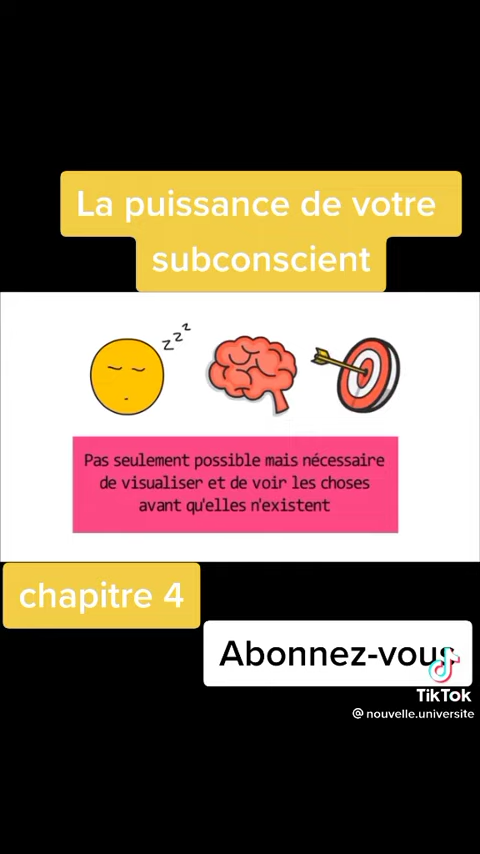 La puissance de votre
subconscient
z z z
Pas seulement possible mais nécessaire
de visualiser et de voir les choses
avant qu'elles n'existent
chapitre 4
Abonnez-vous
TikTok
@nouvelle.universite